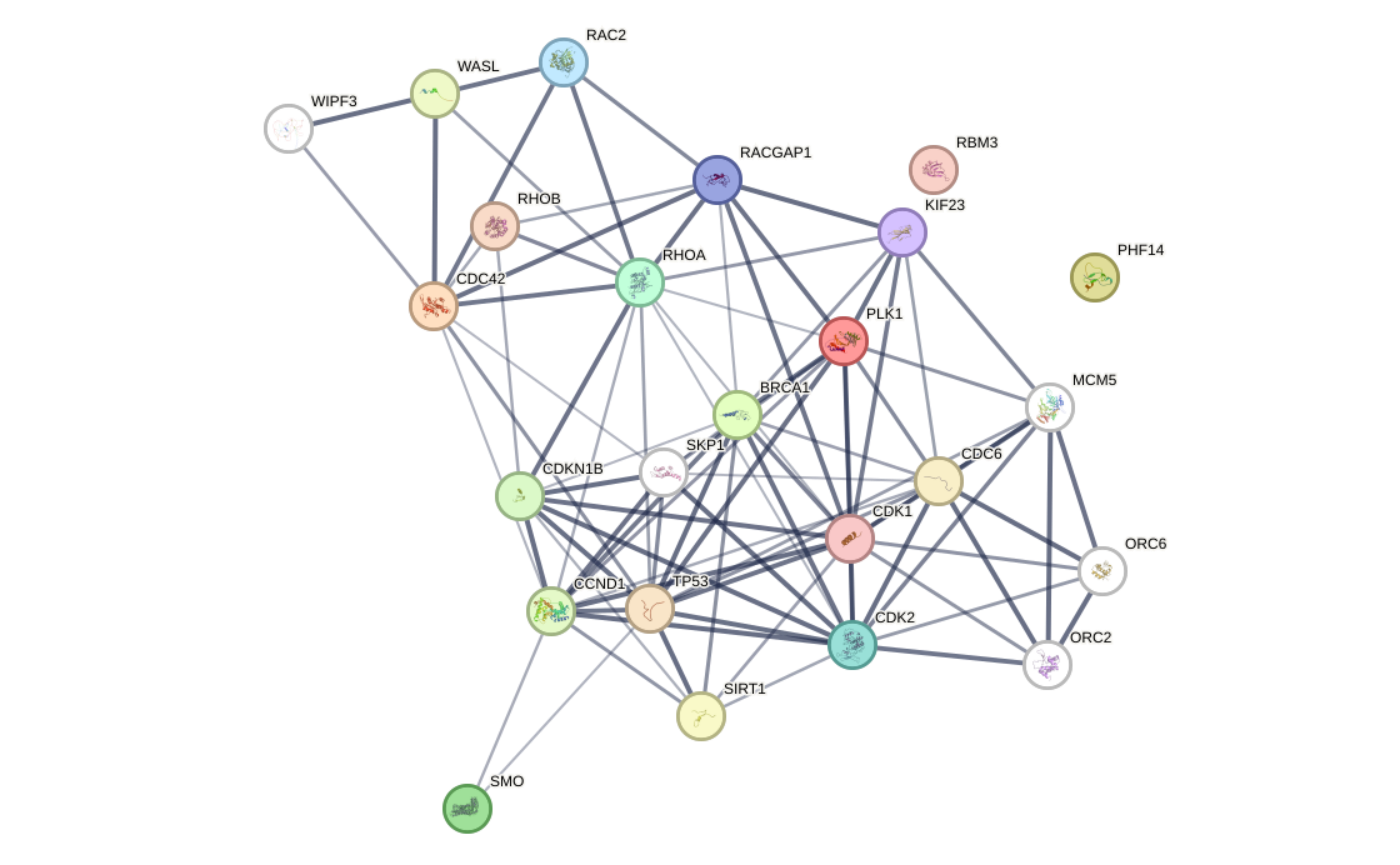 RAC2
WASL
WIPF3
RACGAP1
RBM3
RHOB
KIF23
PHF14
RHOA
CDC42
PLK1
MCM5
BRCA1
SKP1
CDC6
CDKN1B
CDK1
ORC6
CCND1
TP53
CDK2
ORC2
SIRT1
SMO